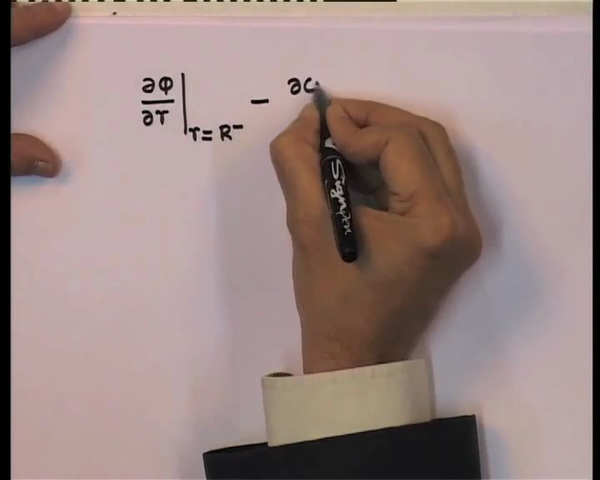 ∂Φ/∂r | r = R⁻ − ∂
Signpen